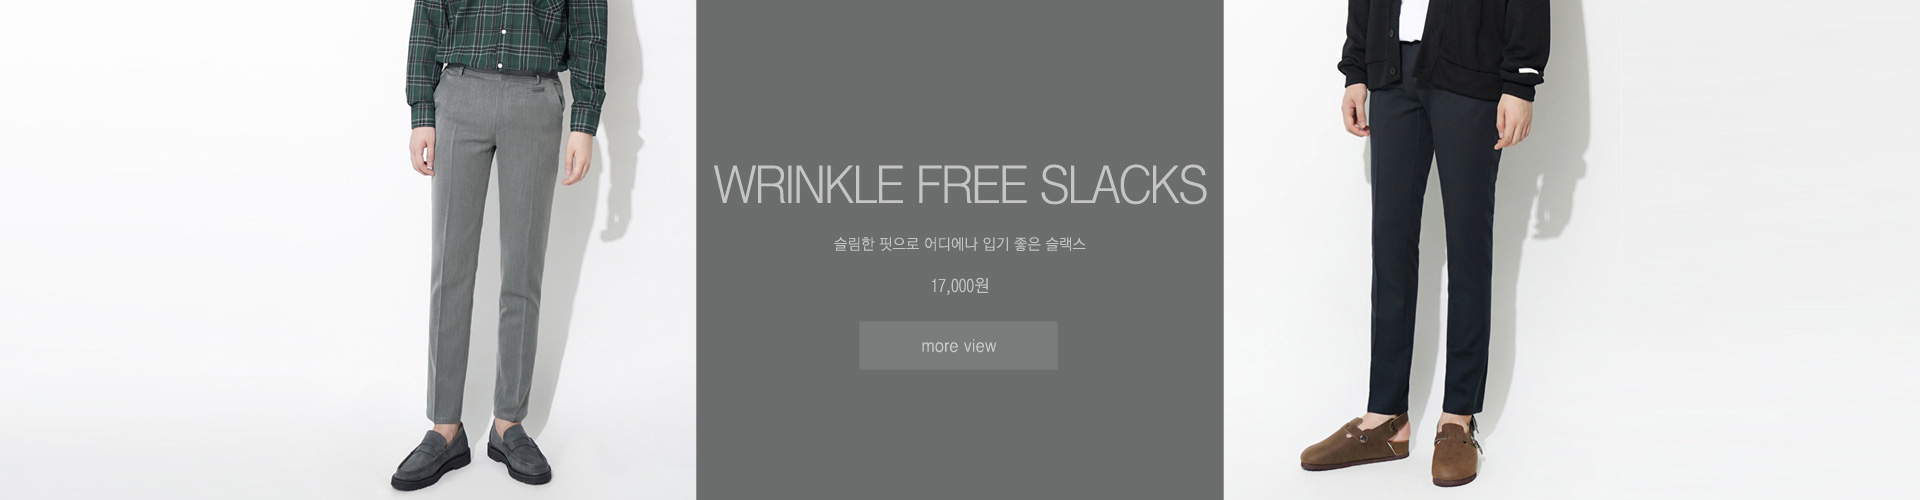 WRINKLE FREE SLACKS
슬림한 핏으로 어디에나 입기 좋은 슬랙스
17,000원
more view